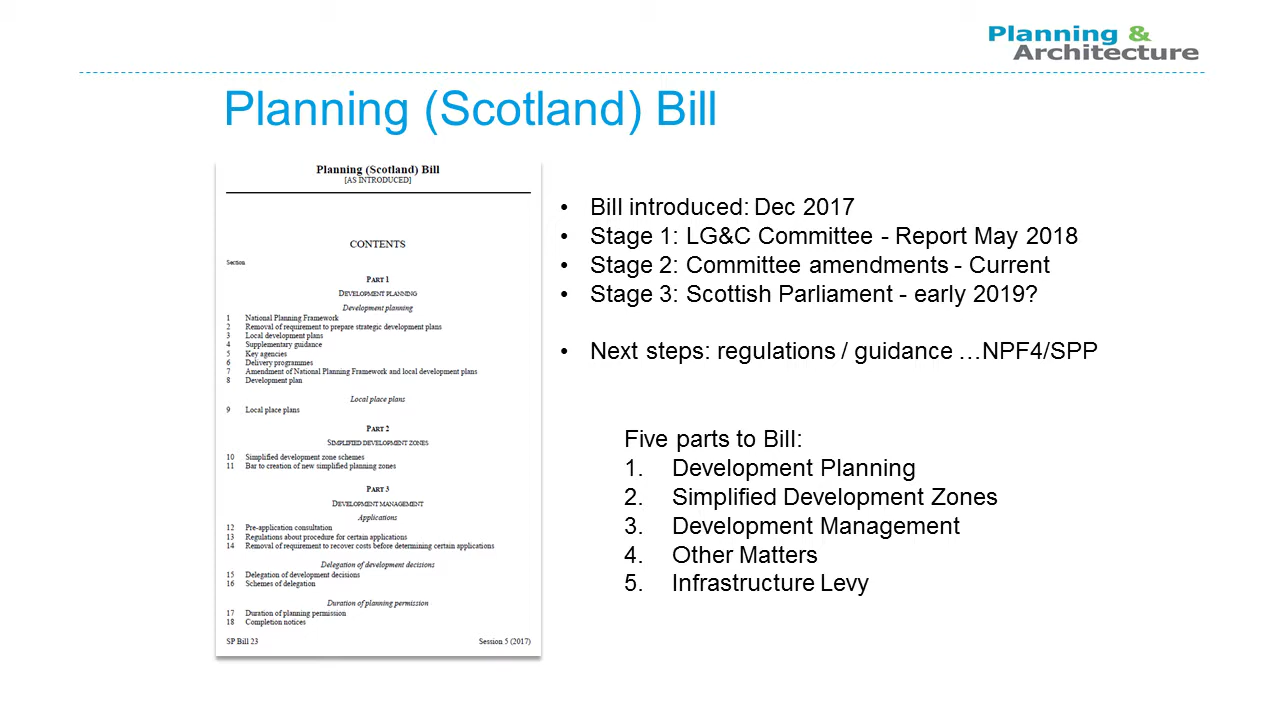 Planning &
Architecture
Planning (Scotland) Bill
Planning (Scotland) Bill
[AS INTRODUCED]
CONTENTS
Section
PART 1
DEVELOPMENT PLANNING
Development planning
1 National Planning Framework
2 Removal of requirement to prepare strategic development plans
3 Local development plans
4 Supplementary guidance
5 Key agencies
6 Delivery programmes
7 Amendment of National Planning Framework and local development plans
8 Development plan
Local place plans
9 Local place plans
PART 2
SIMPLIFIED DEVELOPMENT ZONES
10 Simplified development zone schemes
11 Bar to creation of new simplified planning zones
PART 3
DEVELOPMENT MANAGEMENT
Applications
12 Pre-application consultation
13 Regulations about procedure for certain applications
14 Removal of requirement to recover costs before determining certain applications
Delegation of development decisions
15 Delegation of development decisions
16 Schemes of delegation
Duration of planning permission
17 Duration of planning permission
18 Completion notices
SP Bill 23 Session 5 (2017)
• Bill introduced: Dec 2017
• Stage 1: LG&C Committee - Report May 2018
• Stage 2: Committee amendments - Current
• Stage 3: Scottish Parliament - early 2019?
• Next steps: regulations / guidance …NPF4/SPP
Five parts to Bill:
1. Development Planning
2. Simplified Development Zones
3. Development Management
4. Other Matters
5. Infrastructure Levy